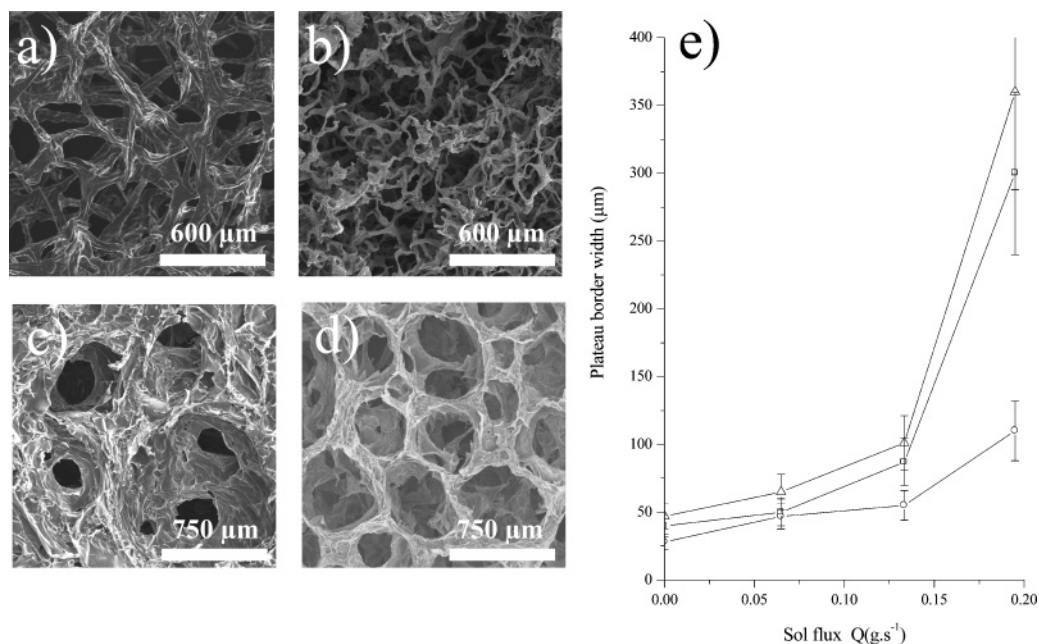 a)
600 µm
b)
600 µm
c)
750 µm
d)
750 µm
e)
400
350
300
250
200
150
100
50
0
Plateau border width (µm)
0.00
0.05
0.10
0.15
0.20
Sol flux Q(g.s⁻¹)